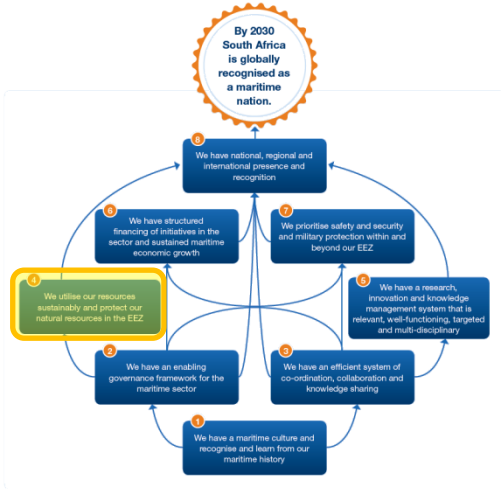 By 2030
South Africa
is globally
recognised as
a maritime
nation.
8
We have national, regional and
international presence and
recognition
6
We have structured
financing of initiatives in the
sector and sustained maritime
economic growth
7
We prioritise safety and security
and military protection within and
beyond our EEZ
4
We utilise our resources
sustainably and protect our
natural resources in the EEZ
5
We have a research,
innovation and knowledge
management system that is
relevant, well-functioning, targeted
and multi-disciplinary
2
We have an enabling
governance framework for the
maritime sector
3
We have an efficient system of
co-ordination, collaboration and
knowledge sharing
1
We have a maritime culture and
recognise and learn from our
maritime history